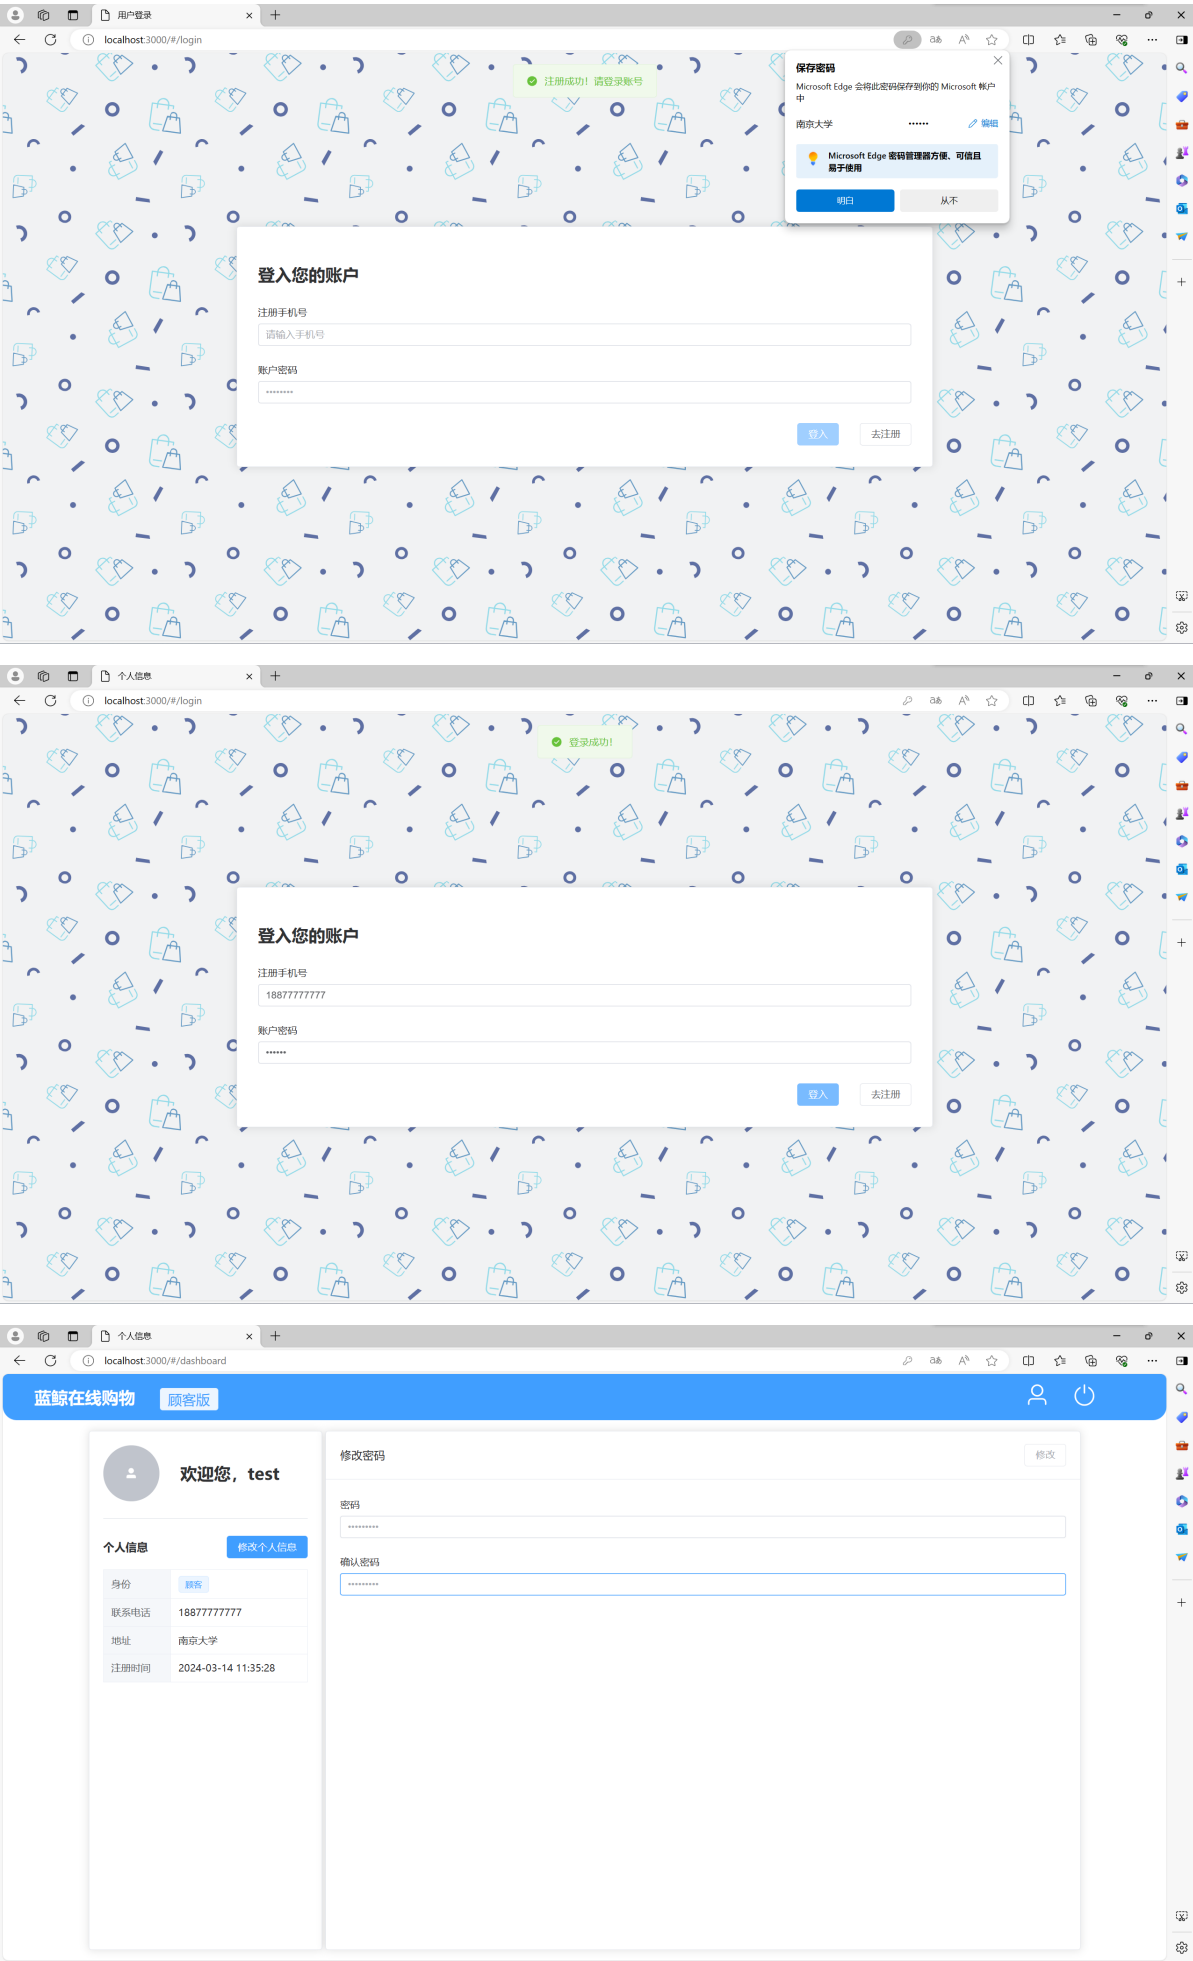 用户登录
localhost:3000/#/login
注册成功！请登录账号
保存密码
Microsoft Edge 会将此密码保存到你的 Microsoft 帐户
中
南京大学 •••••• 编辑
Microsoft Edge 密码管理器方便、可信且
易于使用
明白 从不
登入您的账户
注册手机号
请输入手机号
账户密码
••••••••
登入 去注册
个人信息
localhost:3000/#/login
登录成功！
登入您的账户
注册手机号
18877777777
账户密码
••••••
登入 去注册
个人信息
localhost:3000/#/dashboard
蓝鲸在线购物 顾客版
欢迎您，test
个人信息 修改个人信息
身份 顾客
联系电话 18877777777
地址 南京大学
注册时间 2024-03-14 11:35:28
修改密码 修改
密码
•••••••••
确认密码
•••••••••